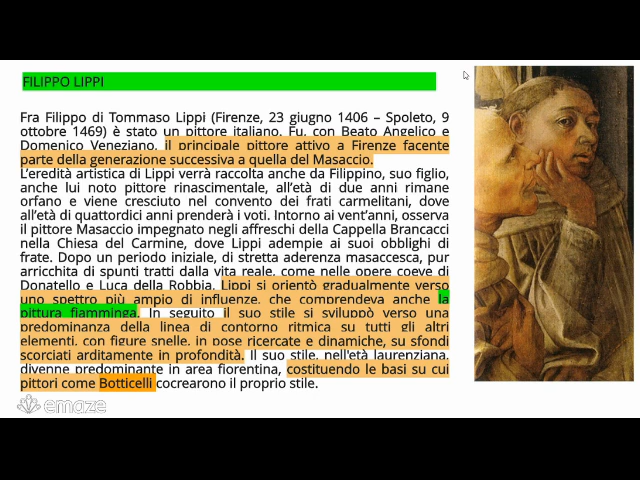 FILIPPO LIPPI
Fra Filippo di Tommaso Lippi (Firenze, 23 giugno 1406 – Spoleto, 9
ottobre 1469) è stato un pittore italiano. Fu, con Beato Angelico e
Domenico Veneziano, il principale pittore attivo a Firenze facente
parte della generazione successiva a quella del Masaccio.
L'eredità artistica di Lippi verrà raccolta anche da Filippino, suo figlio,
anche lui noto pittore rinascimentale, all'età di due anni rimane
orfano e viene cresciuto nel convento dei frati carmelitani, dove
all'età di quattordici anni prenderà i voti. Intorno ai vent'anni, osserva
il pittore Masaccio impegnato negli affreschi della Cappella Brancacci
nella Chiesa del Carmine, dove Lippi adempie ai suoi obblighi di
frate. Dopo un periodo iniziale, di stretta aderenza masaccesca, pur
arricchita di spunti tratti dalla vita reale, come nelle opere coeve di
Donatello e Luca della Robbia, Lippi si orientò gradualmente verso
uno spettro più ampio di influenze, che comprendeva anche la
pittura fiamminga. In seguito il suo stile si sviluppò verso una
predominanza della linea di contorno ritmica su tutti gli altri
elementi, con figure snelle, in pose ricercate e dinamiche, su sfondi
scorciati arditamente in profondità. Il suo stile, nell'età laurenziana,
divenne predominante in area fiorentina, costituendo le basi su cui
pittori come Botticelli cocrearono il proprio stile.
emaze